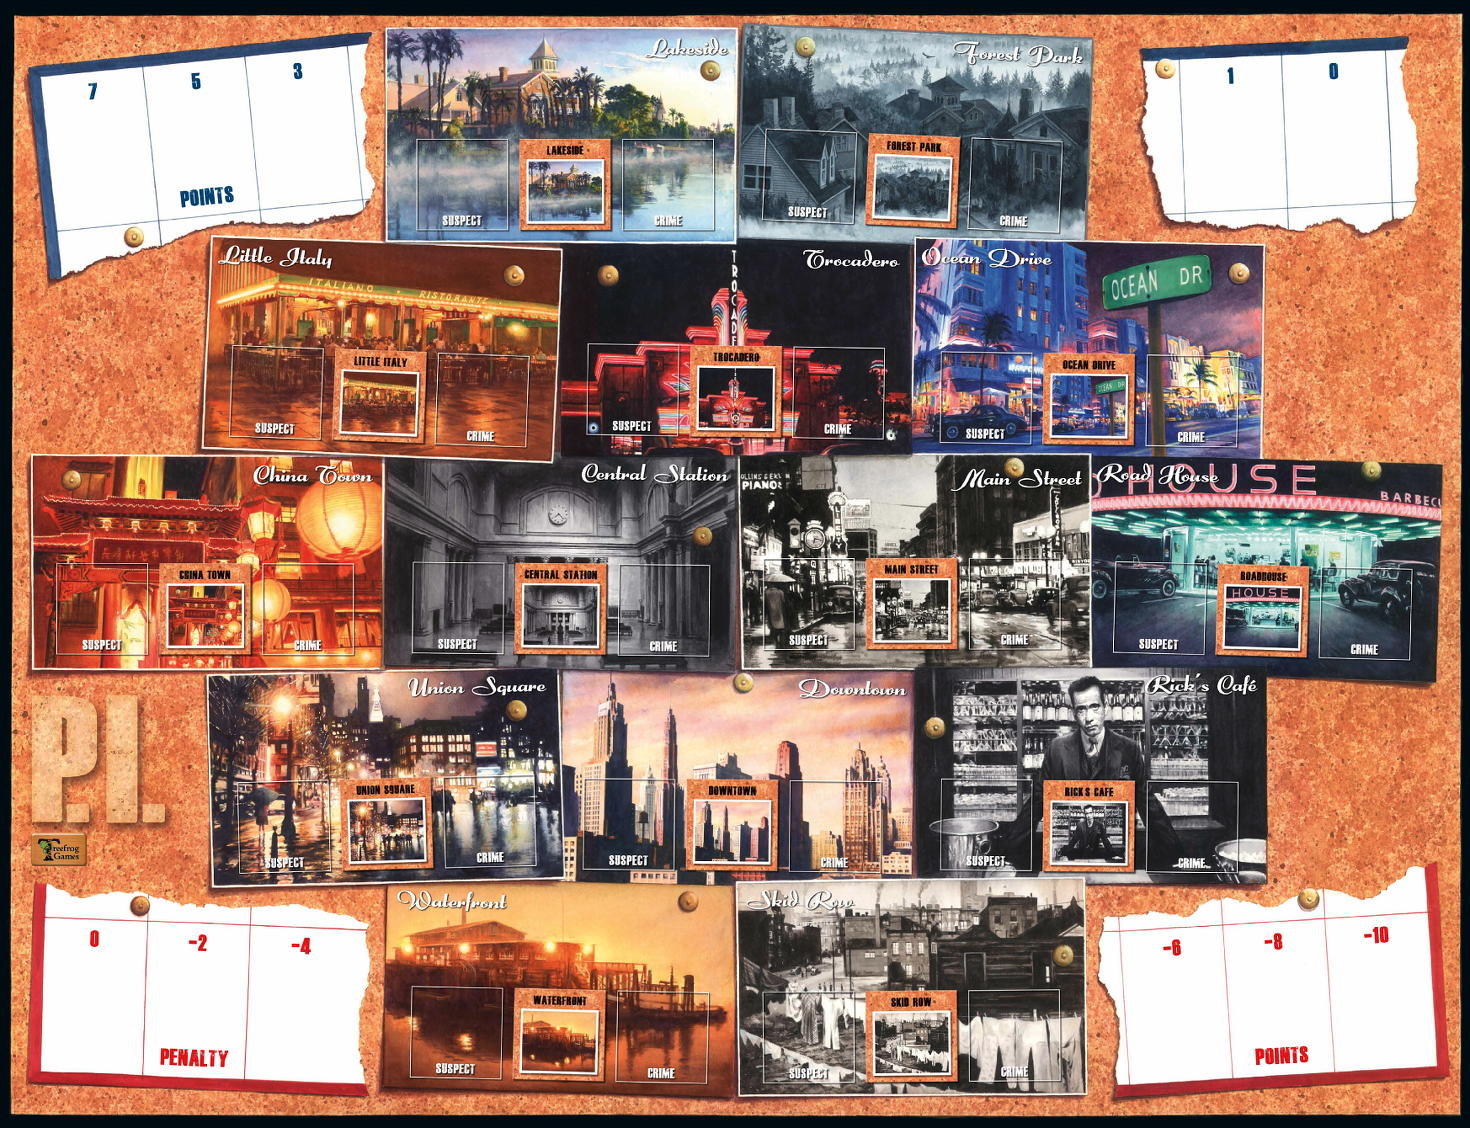 7 5 3
POINTS
Lakeside
LAKESIDE
SUSPECT
CRIME
Forest Park
FOREST PARK
SUSPECT
CRIME
1 0
Little Italy
ITALIANO · RISTORANTE
LITTLE ITALY
SUSPECT
CRIME
Trocadero
TROCADE
TROCADERO
SUSPECT
CRIME
Ocean Drive
OCEAN DR
OCEAN DRIVE
OCEAN DR
SUSPECT
CRIME
China Town
CHINA TOWN
SUSPECT
CRIME
Central Station
CENTRAL STATION
SUSPECT
CRIME
Main Street
PIANO
MAIN STREET
SUSPECT
CRIME
Road House
HOUSE
BARBEC
ROADHOUSE
HOUSE
SUSPECT
CRIME
P.I.
Treefrog
Games
Union Square
UNION SQUARE
SUSPECT
CRIME
Downtown
DOWNTOWN
SUSPECT
CRIME
Rick's Café
RICK'S CAFE
SUSPECT
CRIME
0 -2 -4
PENALTY
Waterfront
WATERFRONT
SUSPECT
CRIME
Skid Row
SKID ROW
SUSPECT
CRIME
-6 -8 -10
POINTS